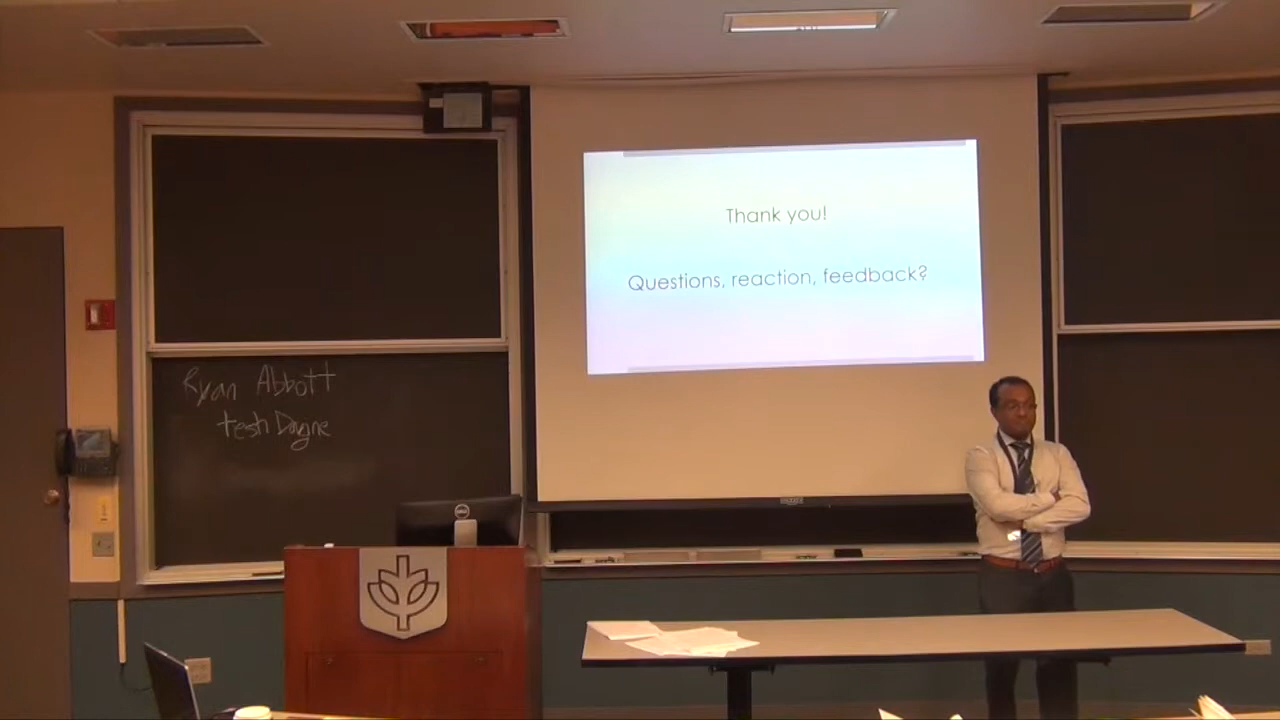 Thank you!
Questions, reaction, feedback?
Ryan Abbott
Tesh Dagne